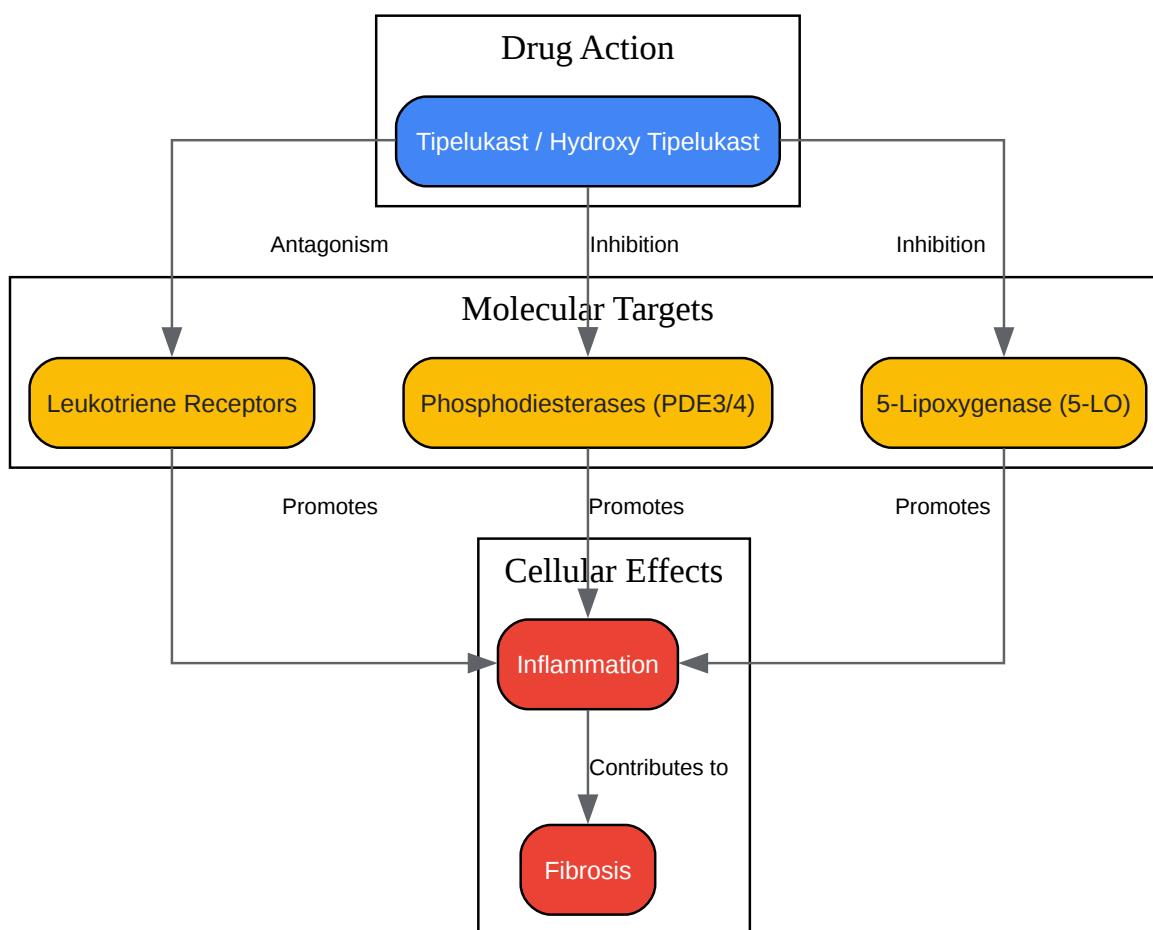 Drug Action
Tipelukast / Hydroxy Tipelukast
Antagonism
Inhibition
Inhibition
Molecular Targets
Leukotriene Receptors
Phosphodiesterases (PDE3/4)
5-Lipoxygenase (5-LO)
Promotes
Promotes
Promotes
Cellular Effects
Inflammation
Contributes to
Fibrosis